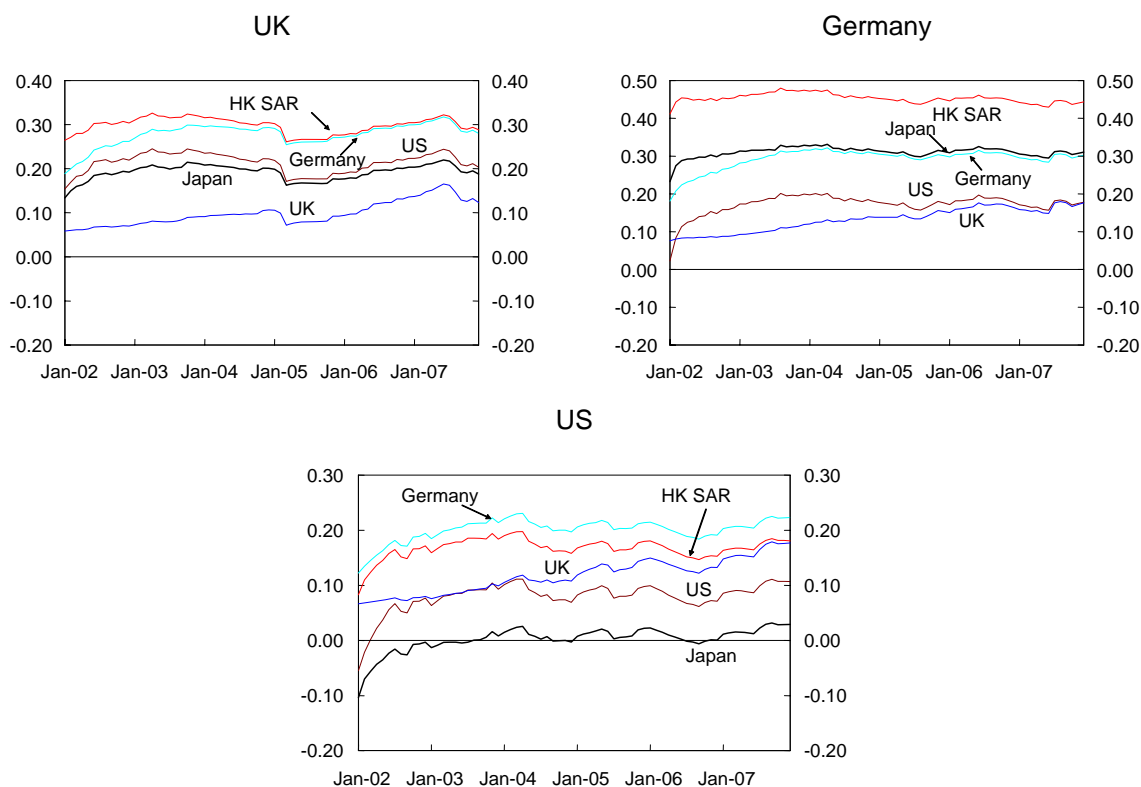 UK
0.40 0.40
HK SAR
0.30 0.30
Germany
US
0.20 0.20
Japan
UK
0.10 0.10
0.00 0.00
-0.10 -0.10
-0.20 -0.20
Jan-02 Jan-03 Jan-04 Jan-05 Jan-06 Jan-07
Germany
0.50 0.50
HK SAR
0.40 0.40
Japan
0.30 0.30
Germany
US
0.20 0.20
UK
0.10 0.10
0.00 0.00
-0.10 -0.10
-0.20 -0.20
Jan-02 Jan-03 Jan-04 Jan-05 Jan-06 Jan-07
US
0.30 0.30
Germany HK SAR
0.20 0.20
UK
US
0.10 0.10
0.00 0.00
Japan
-0.10 -0.10
-0.20 -0.20
Jan-02 Jan-03 Jan-04 Jan-05 Jan-06 Jan-07